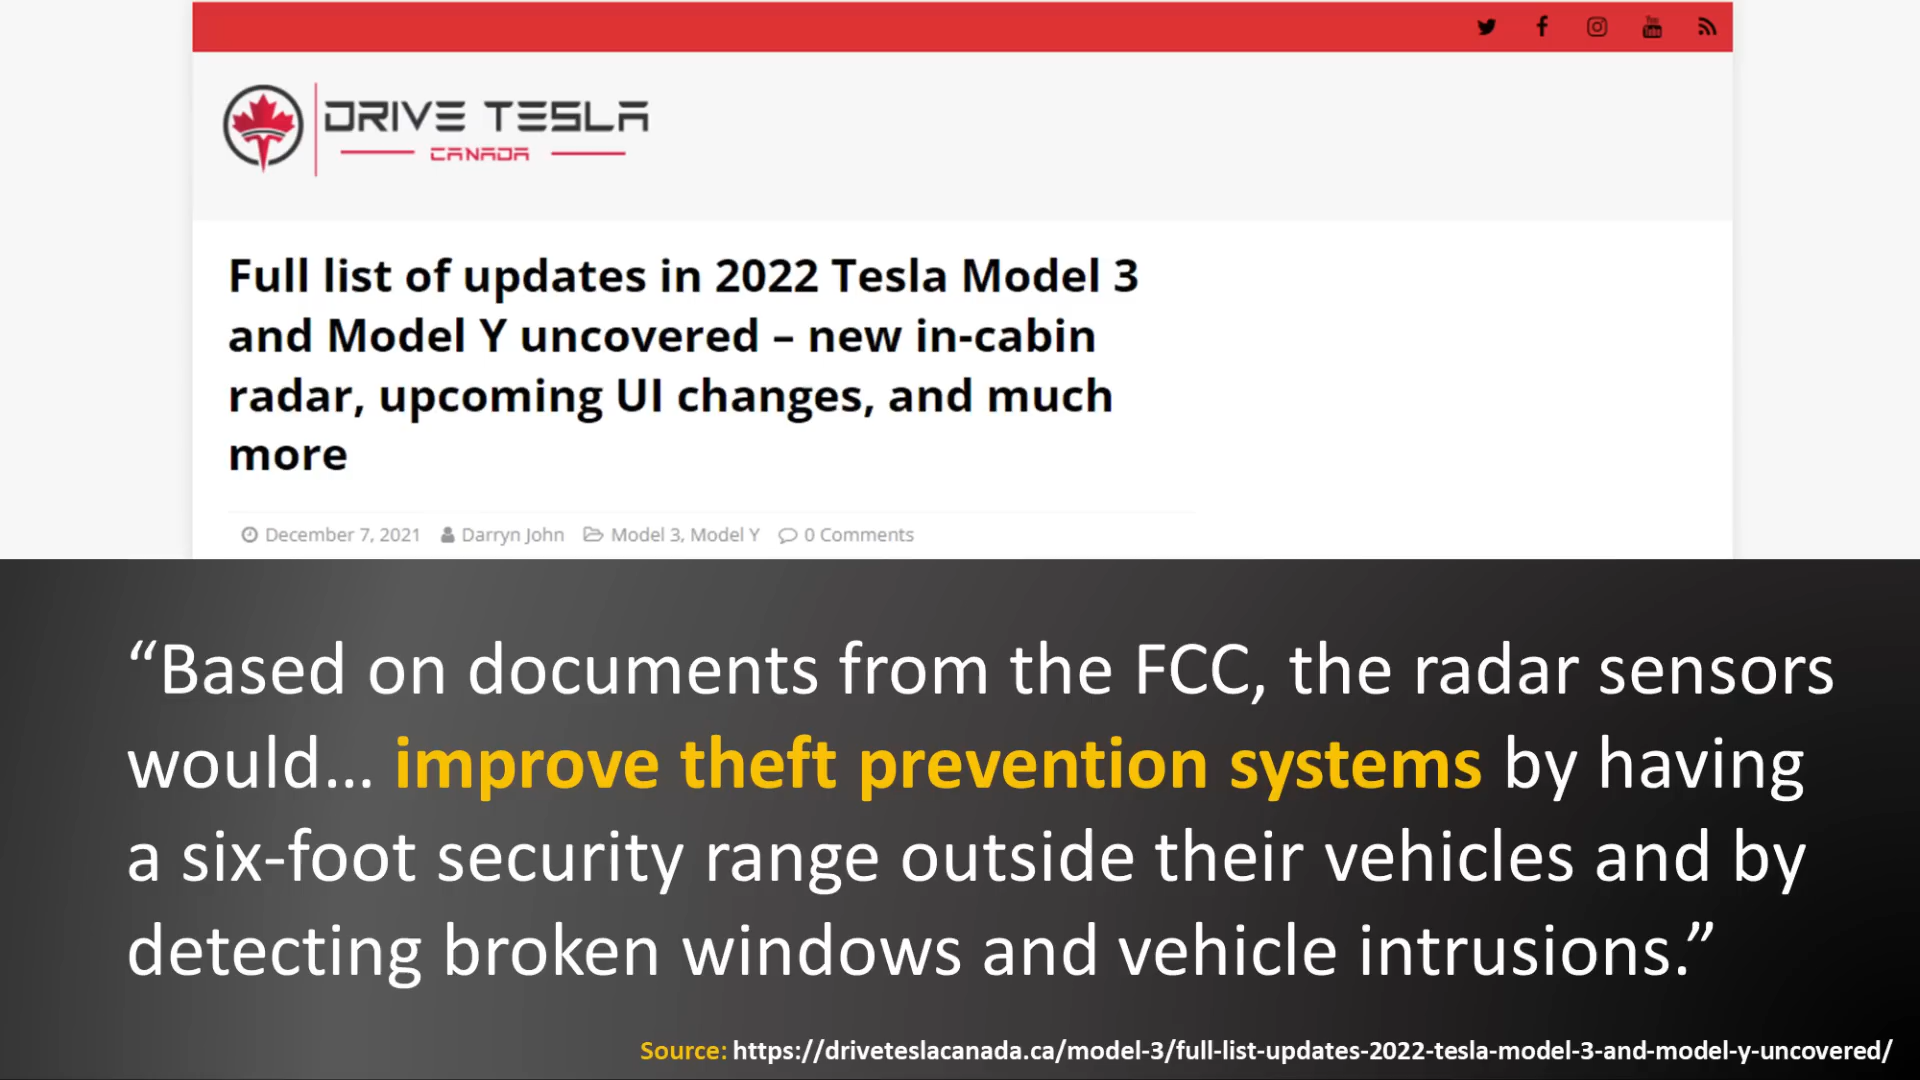 DRIVE TESLA
CANADA
Full list of updates in 2022 Tesla Model 3
and Model Y uncovered – new in-cabin
radar, upcoming UI changes, and much
more
December 7, 2021 Darryn John Model 3, Model Y 0 Comments
“Based on documents from the FCC, the radar sensors
would... improve theft prevention systems by having
a six-foot security range outside their vehicles and by
detecting broken windows and vehicle intrusions.”
Source: https://driveteslacanada.ca/model-3/full-list-updates-2022-tesla-model-3-and-model-y-uncovered/